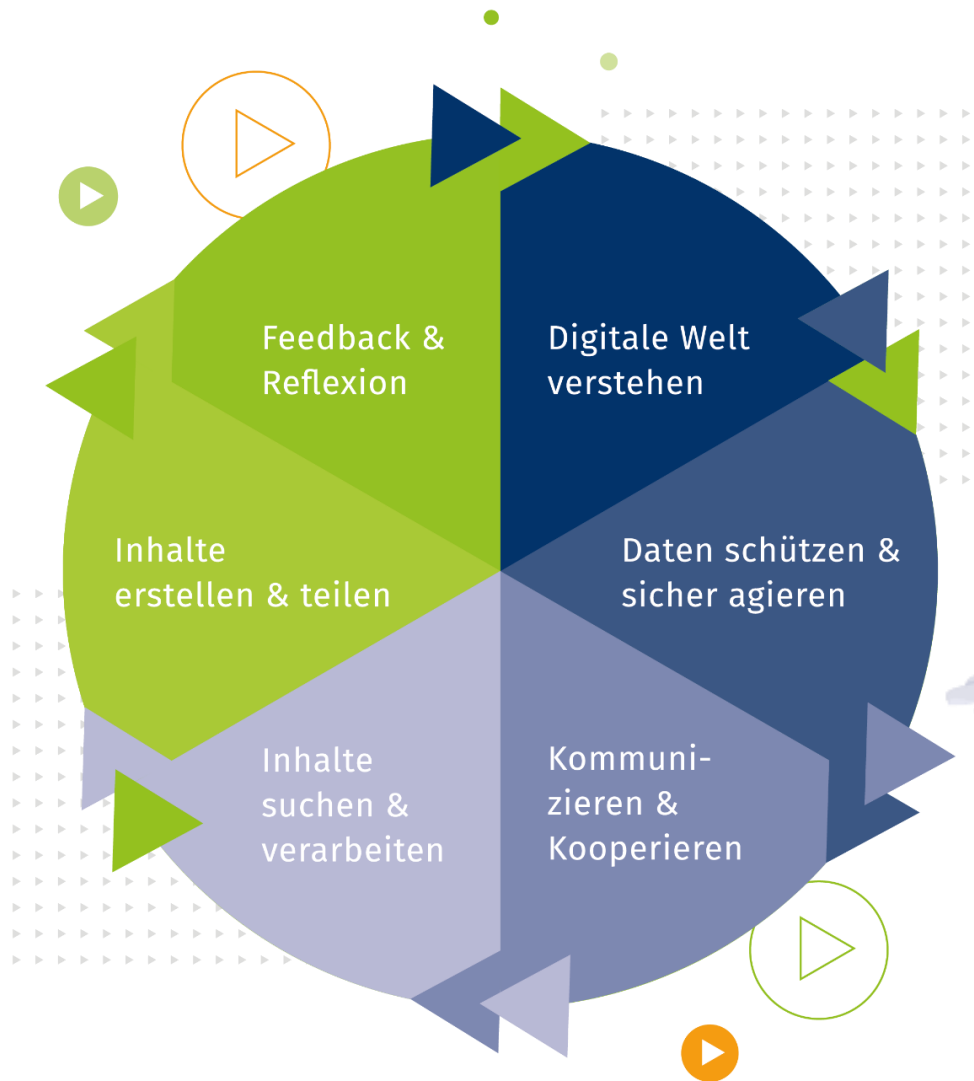 Feedback &
Reflexion
Digitale Welt
verstehen
Inhalte
erstellen & teilen
Daten schützen &
sicher agieren
Inhalte
suchen &
verarbeiten
Kommuni-
zieren &
Kooperieren